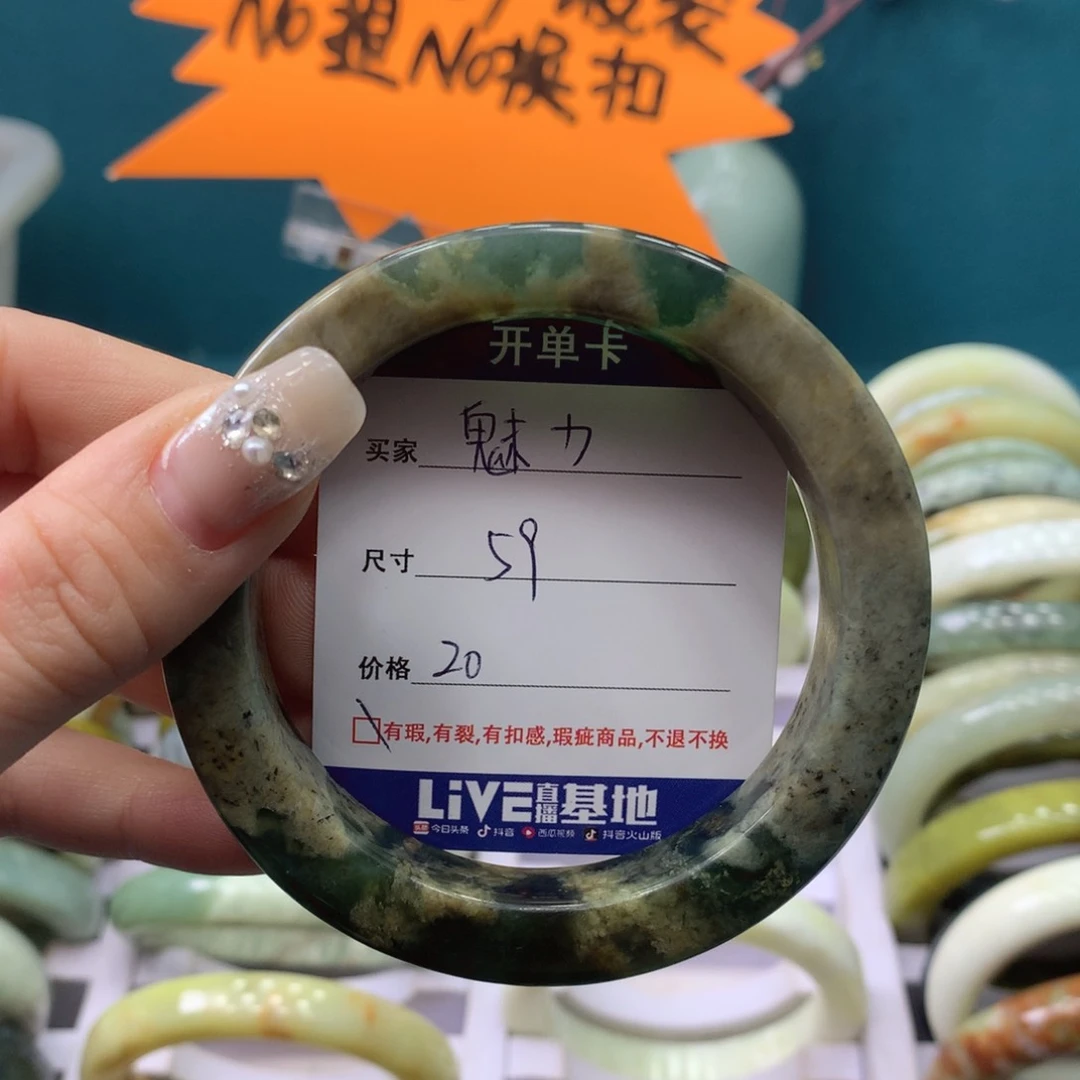 No退No换扣
开单卡
买家 魅力
尺寸 59
价格 20
有瑕,有裂,有扣感,瑕疵商品,不退不换
LiVE直播基地
头条 今日头条 抖音 西瓜视频 抖音火山版